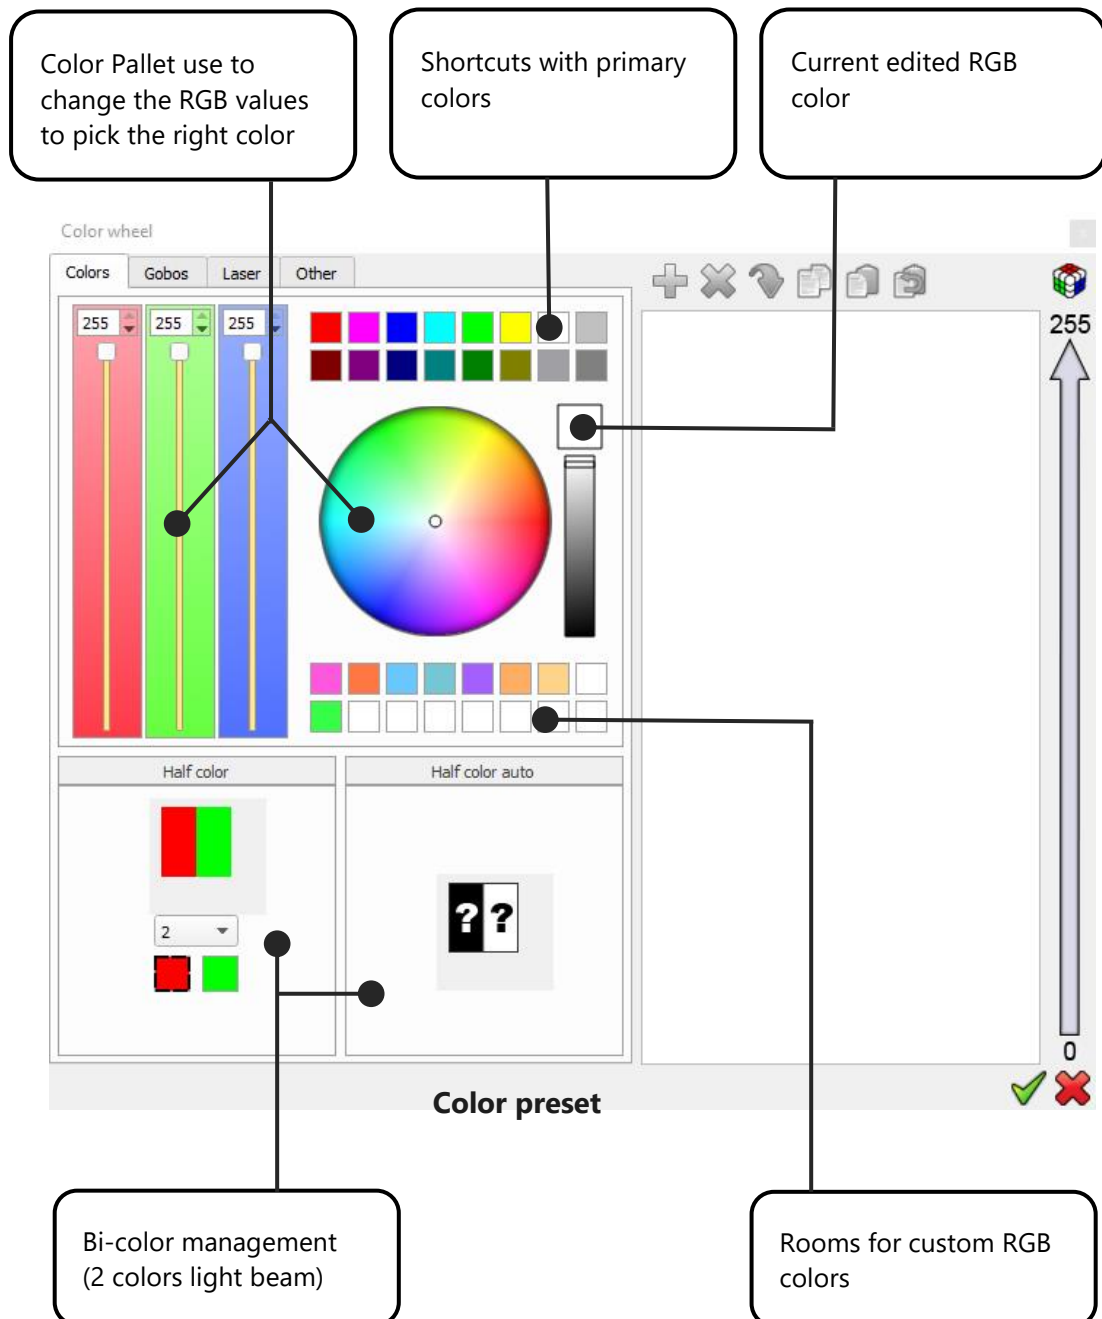 Color Pallet use to
change the RGB values
to pick the right color
Shortcuts with primary
colors
Current edited RGB
color
Color wheel
Colors
Gobos
Laser
Other
255
255
255
255
Half color
Half color auto
2
? ?
0
Color preset
Bi-color management
(2 colors light beam)
Rooms for custom RGB
colors